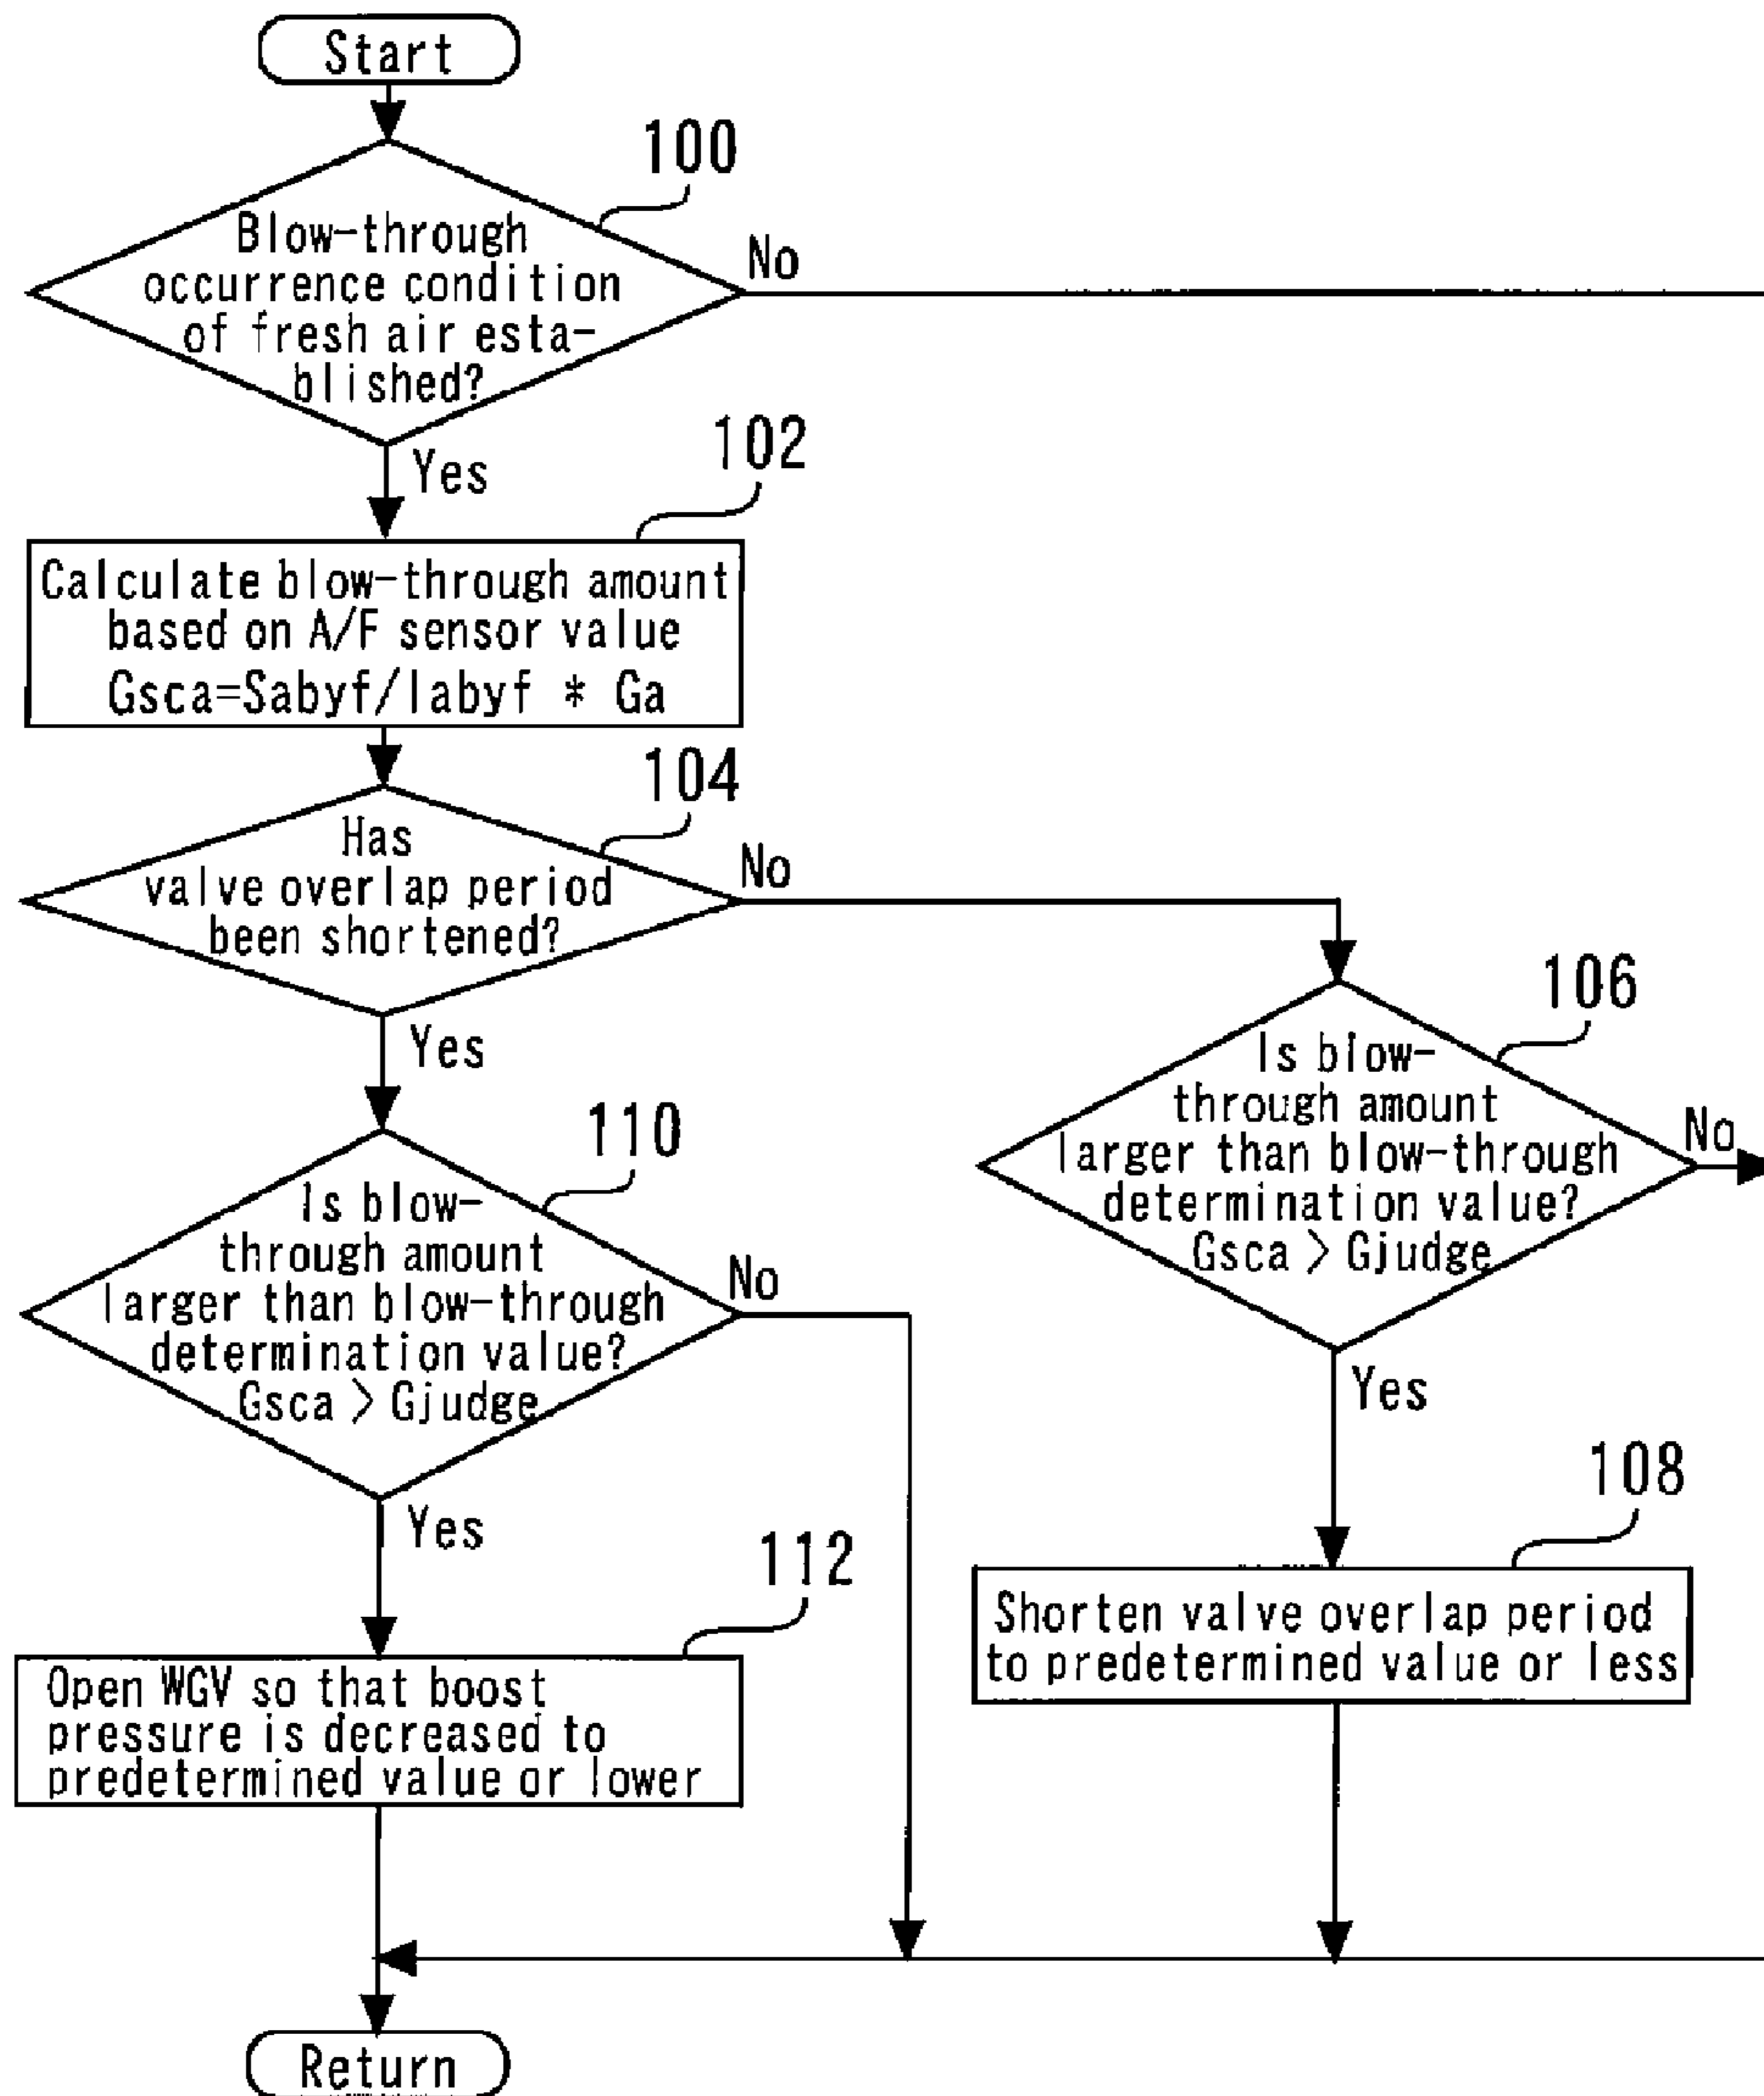 Start
100
Blow-through
occurrence condition
of fresh air esta-
blished?
No
Yes
102
Calculate blow-through amount
based on A/F sensor value
Gsca=Sabyf/Iabyf * Ga
104
Has
valve overlap period
been shortened?
No
Yes
106
Is blow-
through amount
larger than blow-through
determination value?
Gsca > Gjudge
No
Yes
110
Is blow-
through amount
larger than blow-through
determination value?
Gsca > Gjudge
No
Yes
108
Shorten valve overlap period
to predetermined value or less
112
Open WGV so that boost
pressure is decreased to
predetermined value or lower
Return